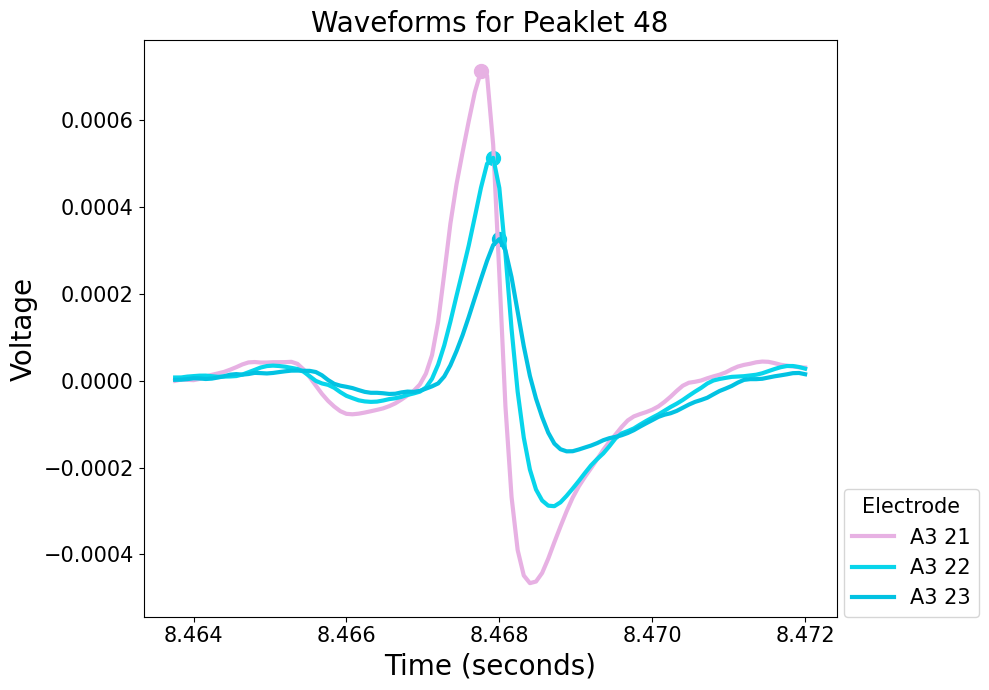 Waveforms for Peaklet 48
Voltage
0.0006
0.0004
0.0002
0.0000
−0.0002
−0.0004
8.464 8.466 8.468 8.470 8.472
Time (seconds)
Electrode
A3 21
A3 22
A3 23